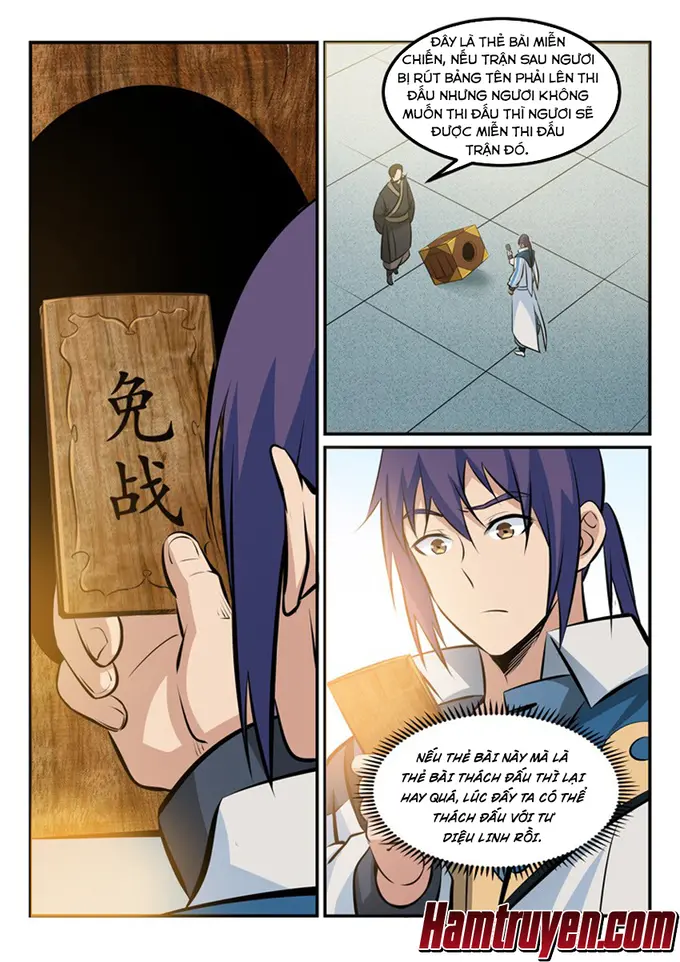 免
战
ĐÂY LÀ THẺ BÀI MIỄN
CHIẾN, NẾU TRẬN SAU NGƯƠI
BỊ RÚT BẢNG TÊN PHẢI LÊN THI
ĐẤU NHƯNG NGƯƠI KHÔNG
MUỐN THI ĐẤU THÌ NGƯƠI SẼ
ĐƯỢC MIỄN THI ĐẤU
TRẬN ĐÓ.
NẾU THẺ BÀI NÀY MÀ LÀ
THẺ BÀI THÁCH ĐẤU THÌ LẠI
HAY QUÁ, LÚC ĐẤY TA CÓ THỂ
THÁCH ĐẤU VỚI TƯ
DIỆU LINH RỒI.
Hamtruyen.com